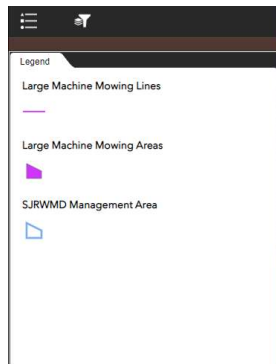 Legend
Large Machine Mowing Lines
Large Machine Mowing Areas
SJRWMD Management Area